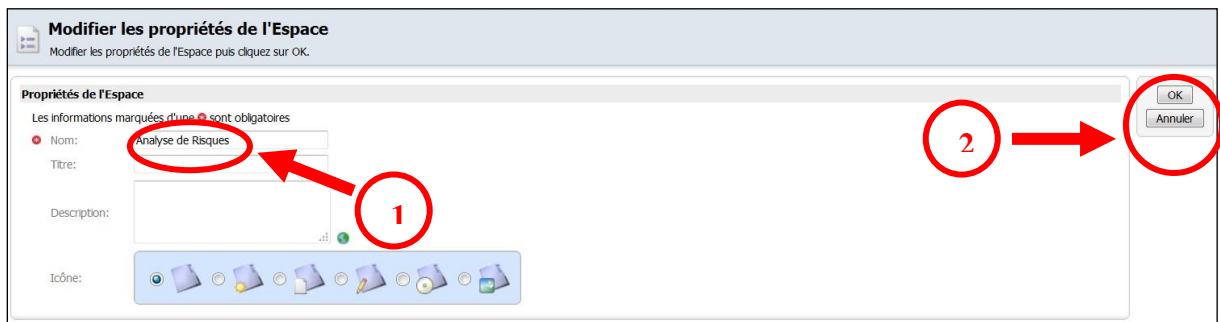 Modifier les propriétés de l'Espace
Modifier les propriétés de l'Espace puis cliquez sur OK.
Propriétés de l'Espace
Les informations marquées d'une sont obligatoires
Nom: Analyse de Risques
Titre:
Description:
Icône:
1
2
OK
Annuler